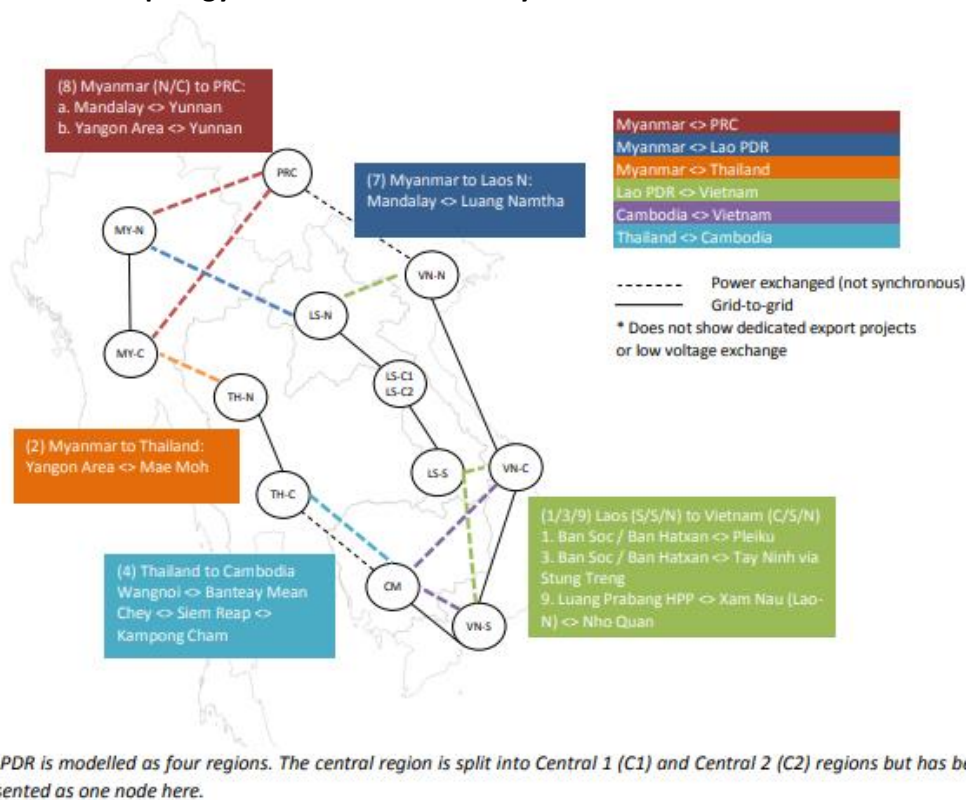 (8) Myanmar (N/C) to PRC:
a. Mandalay <> Yunnan
b. Yangon Area <> Yunnan
Myanmar <> PRC
Myanmar <> Lao PDR
Myanmar <> Thailand
Lao PDR <> Vietnam
Cambodia <> Vietnam
Thailand <> Cambodia
PRC
(7) Myanmar to Laos N:
Mandalay <> Luang Namtha
MY-N
VN-N
Power exchanged (not synchronous)
Grid-to-grid
* Does not show dedicated export projects
or low voltage exchange
LS-N
MY-C
LS-C1
LS-C2
TH-N
(2) Myanmar to Thailand:
Yangon Area <> Mae Moh
LS-S
VN-C
TH-C
(1/3/9) Laos (S/S/N) to Vietnam (C/S/N)
1. Ban Soc / Ban Hatxan <> Pleiku
3. Ban Soc / Ban Hatxan <> Tay Ninh via
Stung Treng
9. Luang Prabang HPP <> Xam Nau (Lao-
N) <> Nho Quan
(4) Thailand to Cambodia
Wangnoi <> Banteay Mean
Chey <> Siem Reap <>
Kampong Cham
CM
VN-S
PDR is modelled as four regions. The central region is split into Central 1 (C1) and Central 2 (C2) regions but has be
sented as one node here.